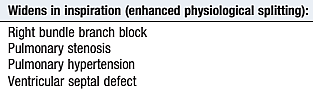 Widens in inspiration (enhanced physiological splitting):
Right bundle branch block
Pulmonary stenosis
Pulmonary hypertension
Ventricular septal defect